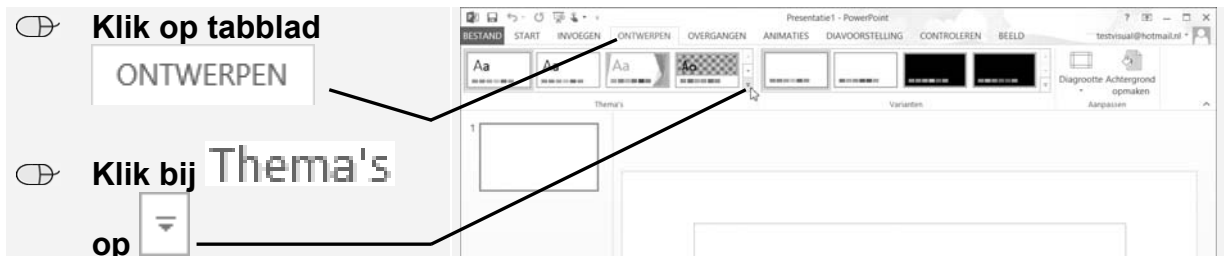 Klik op tabblad
ONTWERPEN
Klik bij Thema's
op
Presentatie1 - PowerPoint
BESTAND START INVOEGEN ONTWERPEN OVERGANGEN ANIMATIES DIAVOORSTELLING CONTROLEREN BEELD testvisual@hotmail.nl
Aa Aa Aa Aa
Diagrootte Achtergrond
opmaken
Thema's Varianten Aanpassen
1